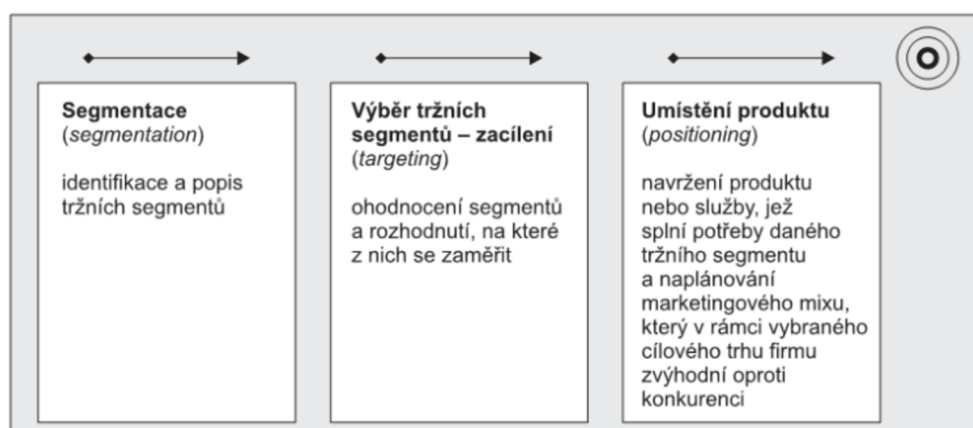 Segmentace
(segmentation)
identifikace a popis
tržních segmentů
Výběr tržních
segmentů – zacílení
(targeting)
ohodnocení segmentů
a rozhodnutí, na které
z nich se zaměřit
Umístění produktu
(positioning)
navržení produktu
nebo služby, jež
splní potřeby daného
tržního segmentu
a naplánování
marketingového mixu,
který v rámci vybraného
cílového trhu firmu
zvýhodní oproti
konkurenci